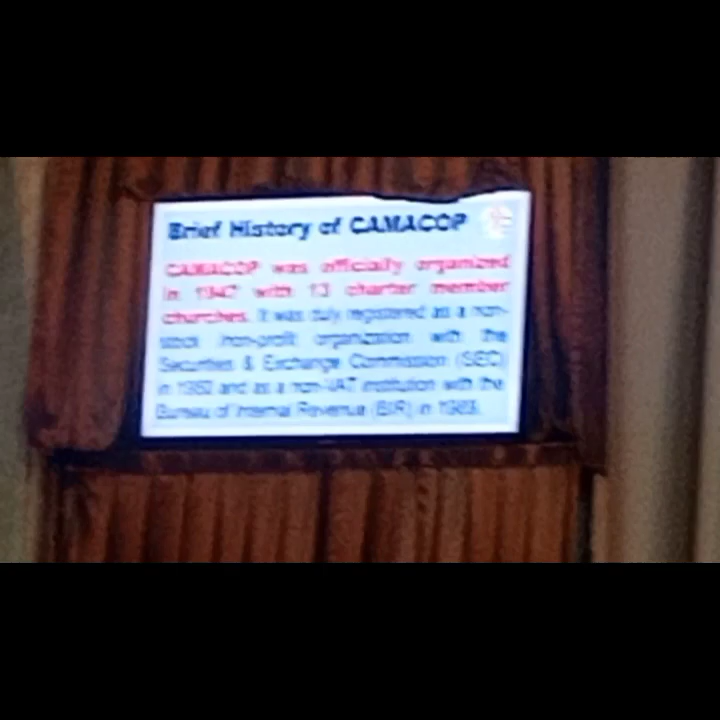 Brief History of CAMACOP
CAMACOP was officially organized
in 1947 with 13 charter member
churches. It was duly registered as a non-
stock /non-profit organization with the
Securities & Exchange Commission (SEC)
in and as a non-VAT institution with the
Bureau of Internal Revenue (BIR) in